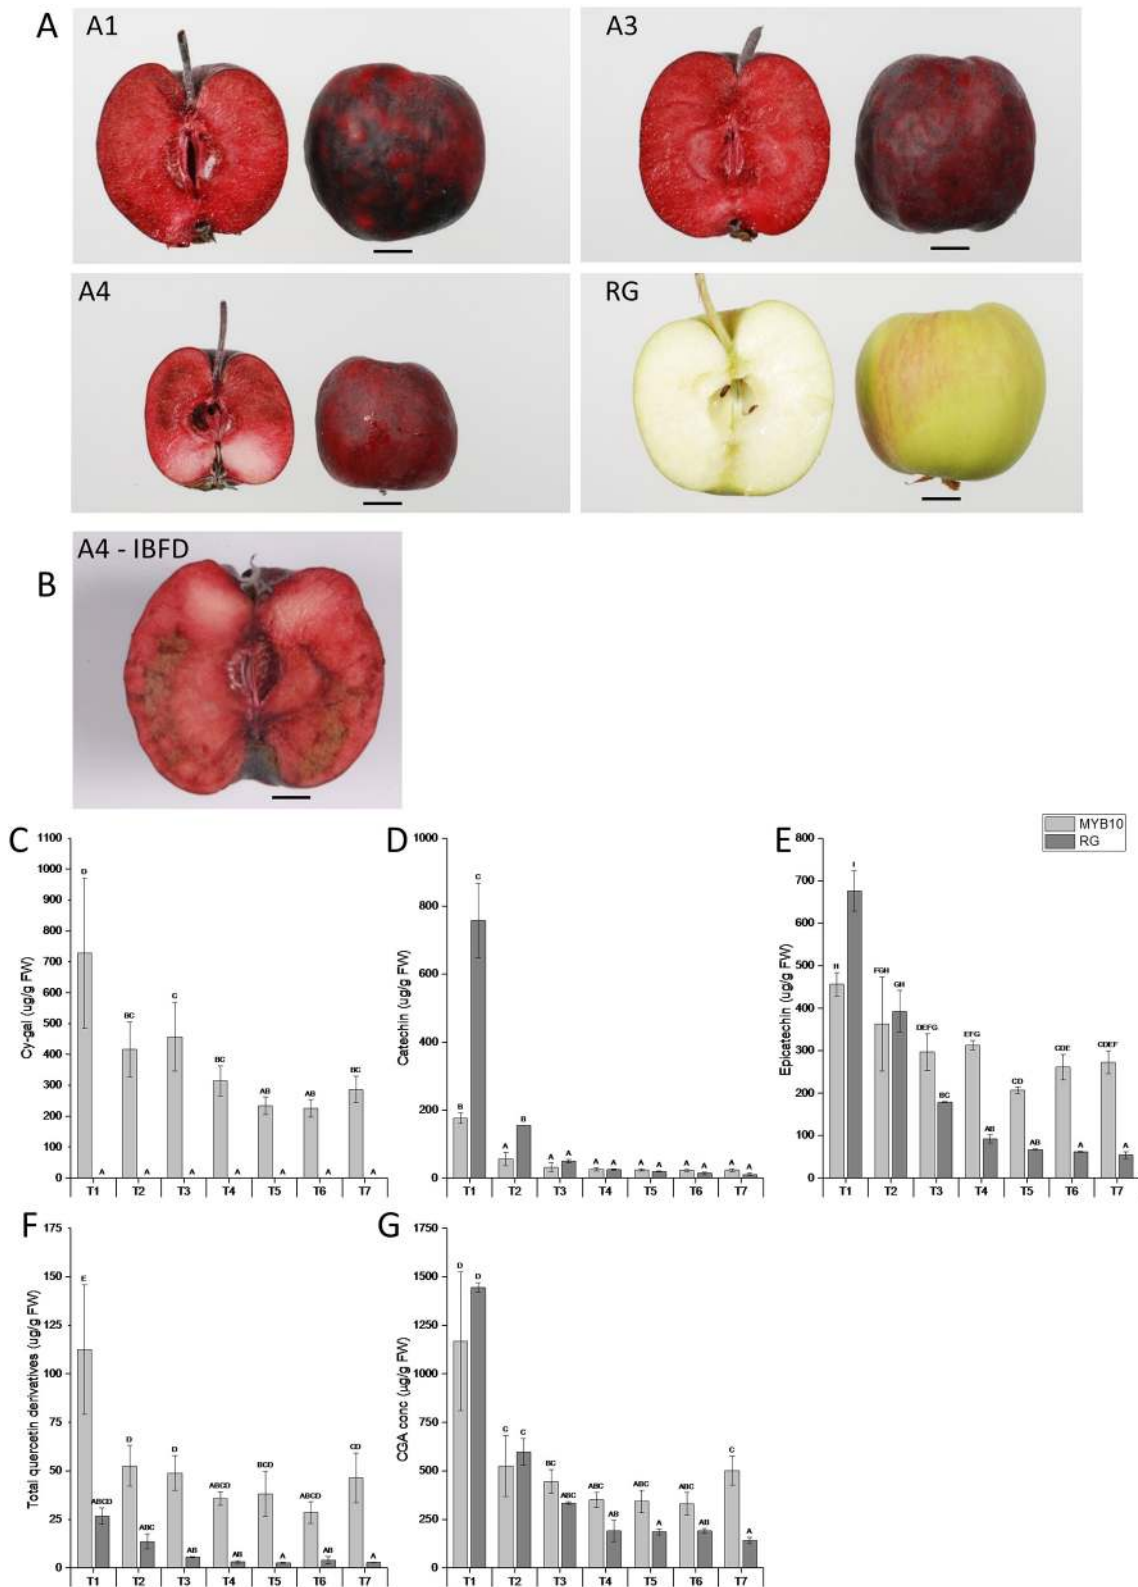 A
A1
A3
A4
RG
B
A4 - IBFD
MYB10
RG
C
Cy-gal (ug/g FW)
1100
1000
900
800
700
600
500
400
300
200
100
0
D
A
BC
A
C
A
BC
A
AB
A
AB
A
BC
A
T1 T2 T3 T4 T5 T6 T7
D
Catechin (ug/g FW)
1000
800
600
400
200
0
B
C
A
B
A
A
A
A
A
A
A
A
A
A
T1 T2 T3 T4 T5 T6 T7
E
Epicatechin (ug/g FW)
800
700
600
500
400
300
200
100
0
H
I
FGH
GH
DEFG
BC
EFG
AB
CD
AB
CDE
A
CDEF
A
T1 T2 T3 T4 T5 T6 T7
F
Total quercetin derivatives (ug/g FW)
175
150
125
100
75
50
25
0
E
ABCD
D
ABC
D
AB
ABCD
AB
BCD
A
ABCD
AB
CD
A
T1 T2 T3 T4 T5 T6 T7
G
CGA conc (µg/g FW)
1750
1500
1250
1000
750
500
250
0
D
D
C
C
BC
ABC
ABC
AB
ABC
A
ABC
AB
C
A
T1 T2 T3 T4 T5 T6 T7